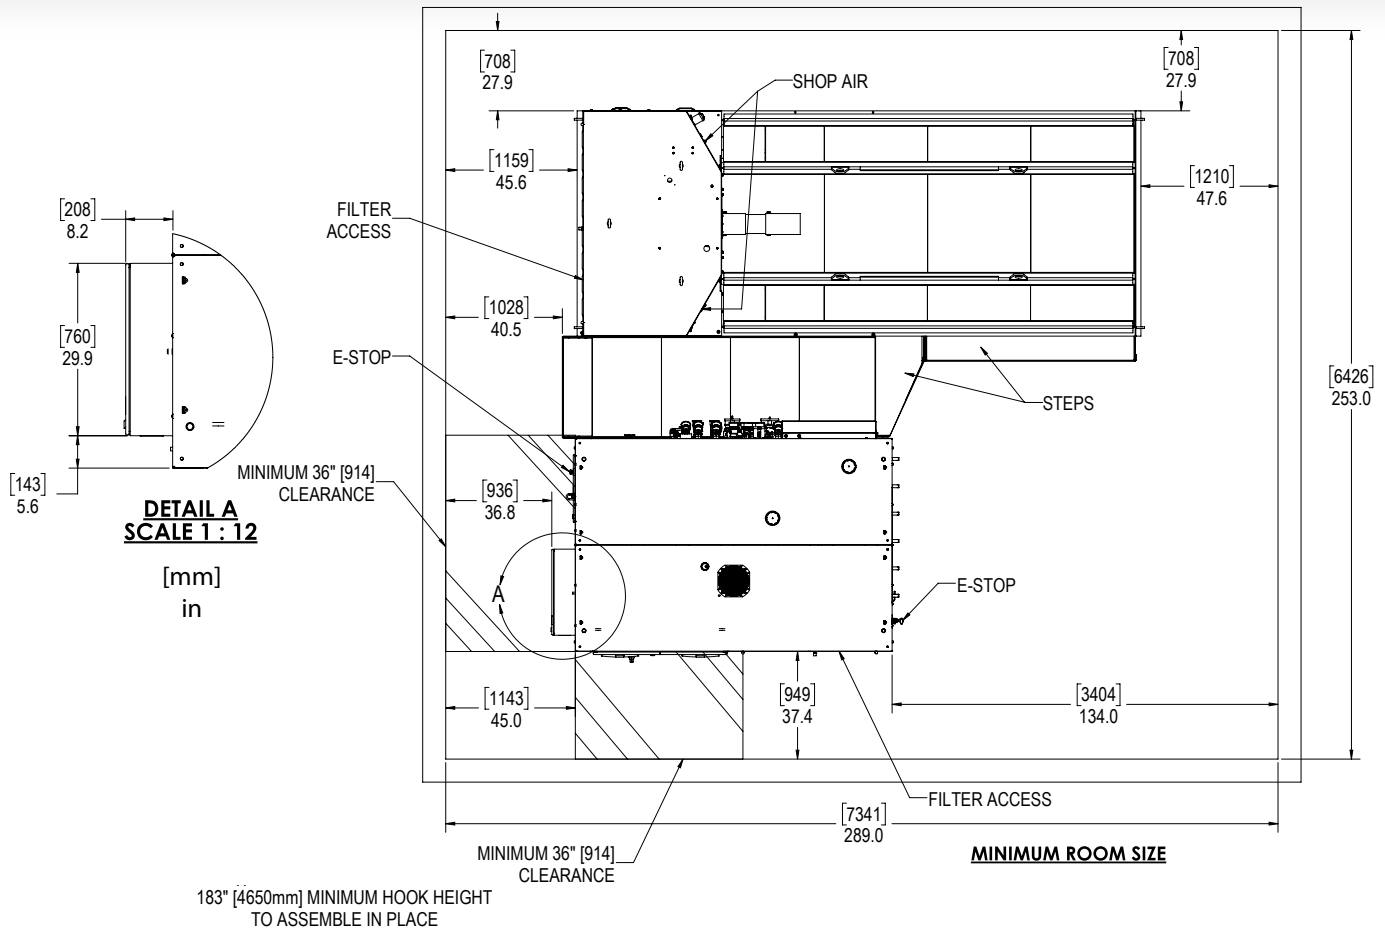 [708]
27.9
[708]
27.9
SHOP AIR
[1159]
45.6
[1210]
47.6
[208]
8.2
FILTER
ACCESS
[1028]
40.5
[760]
29.9
E-STOP
[6426]
253.0
STEPS
[143]
5.6
MINIMUM 36" [914]
CLEARANCE
[936]
36.8
DETAIL A
SCALE 1 : 12
[mm]
in
A
E-STOP
[1143]
45.0
[949]
37.4
[3404]
134.0
FILTER ACCESS
[7341]
289.0
MINIMUM 36" [914]
CLEARANCE
MINIMUM ROOM SIZE
183" [4650mm] MINIMUM HOOK HEIGHT
TO ASSEMBLE IN PLACE